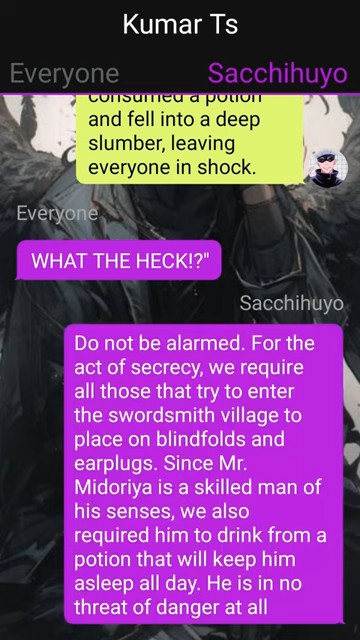 Kumar Ts
Everyone Sacchihuyo
consumed a potion
and fell into a deep
slumber, leaving
everyone in shock.
Everyone
WHAT THE HECK!?"
Sacchihuyo
Do not be alarmed. For the
act of secrecy, we require
all those that try to enter
the swordsmith village to
place on blindfolds and
earplugs. Since Mr.
Midoriya is a skilled man of
his senses, we also
required him to drink from a
potion that will keep him
asleep all day. He is in no
threat of danger at all